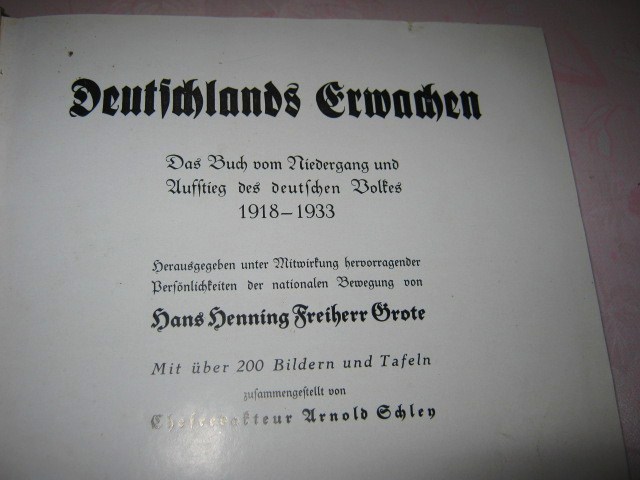 Deutschlands Erwachen
Das Buch vom Niedergang und
Aufstieg des deutschen Volkes
1918–1933
Herausgegeben unter Mitwirkung hervorragender
Persönlichkeiten der nationalen Bewegung von
Hans Henning Freiherr Grote
Mit über 200 Bildern und Tafeln
zusammengestellt von
Chefredakteur Arnold Schley